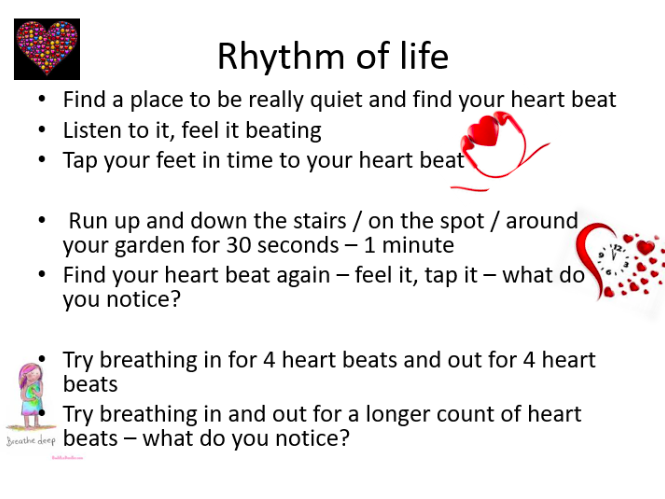 Rhythm of life
• Find a place to be really quiet and find your heart beat
• Listen to it, feel it beating
• Tap your feet in time to your heart beat
• Run up and down the stairs / on the spot / around
your garden for 30 seconds – 1 minute
• Find your heart beat again – feel it, tap it – what do
you notice?
• Try breathing in for 4 heart beats and out for 4 heart
beats
• Try breathing in and out for a longer count of heart
beats – what do you notice?
Breathe deep